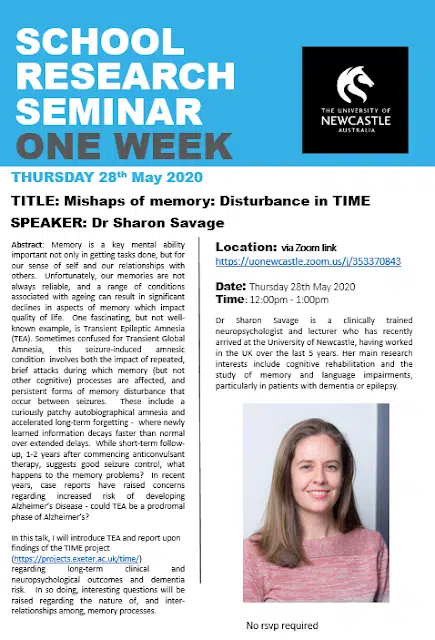 SCHOOL
RESEARCH
SEMINAR
ONE WEEK
THE UNIVERSITY OF
NEWCASTLE
AUSTRALIA
THURSDAY 28th May 2020
TITLE: Mishaps of memory: Disturbance in TIME
SPEAKER: Dr Sharon Savage
Abstract: Memory is a key mental ability
important not only in getting tasks done, but for
our sense of self and our relationships with
others. Unfortunately, our memories are not
always reliable, and a range of conditions
associated with ageing can result in significant
declines in aspects of memory which impact
quality of life. One fascinating, but not well-
known example, is Transient Epileptic Amnesia
(TEA). Sometimes confused for Transient Global
Amnesia, this seizure-induced amnesic
condition involves both the impact of repeated,
brief attacks during which memory (but not
other cognitive) processes are affected, and
persistent forms of memory disturbance that
occur between seizures. These include a
curiously patchy autobiographical amnesia and
accelerated long-term forgetting - where newly
learned information decays faster than normal
over extended delays. While short-term follow-
up, 1-2 years after commencing anticonvulsant
therapy, suggests good seizure control, what
happens to the memory problems? In recent
years, case reports have raised concerns
regarding increased risk of developing
Alzheimer's Disease - could TEA be a prodromal
phase of Alzheimer's?
In this talk, I will introduce TEA and report upon
findings of the TIME project
(https://projects.exeter.ac.uk/time/)
regarding long-term clinical and
neuropsychological outcomes and dementia
risk. In so doing, interesting questions will be
raised regarding the nature of, and inter-
relationships among, memory processes.
Location: via Zoom link
https://uonewcastle.zoom.us/j/353370843
Date: Thursday 28th May 2020
Time: 12:00pm - 1:00pm
Dr Sharon Savage is a clinically trained
neuropsychologist and lecturer who has recently
arrived at the University of Newcastle, having worked
in the UK over the last 5 years. Her main research
interests include cognitive rehabilitation and the
study of memory and language impairments,
particularly in patients with dementia or epilepsy.
No rsvp required